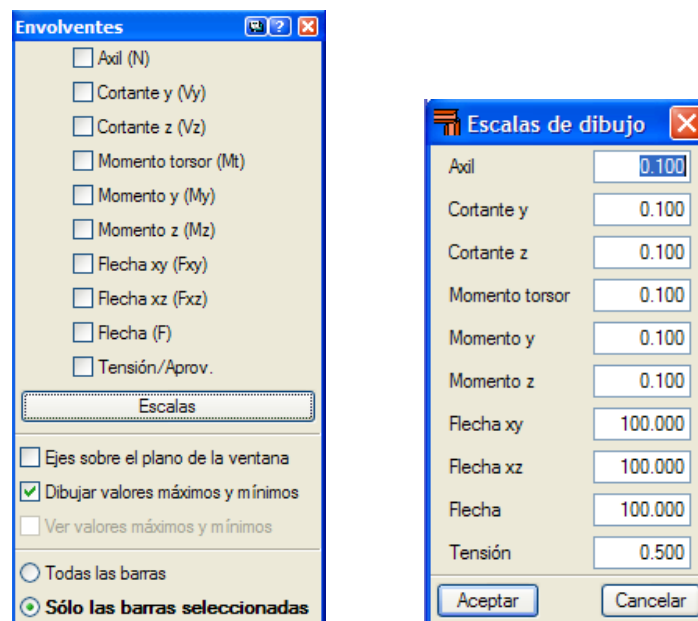 Envolventes
Axil (N)
Cortante y (Vy)
Cortante z (Vz)
Momento torsor (Mt)
Momento y (My)
Momento z (Mz)
Flecha xy (Fxy)
Flecha xz (Fxz)
Flecha (F)
Tensión/Aprov.
Escalas
Ejes sobre el plano de la ventana
Dibujar valores máximos y mínimos
Ver valores máximos y mínimos
Todas las barras
Sólo las barras seleccionadas
Escalas de dibujo
Axil 0.100
Cortante y 0.100
Cortante z 0.100
Momento torsor 0.100
Momento y 0.100
Momento z 0.100
Flecha xy 100.000
Flecha xz 100.000
Flecha 100.000
Tensión 0.500
Aceptar Cancelar